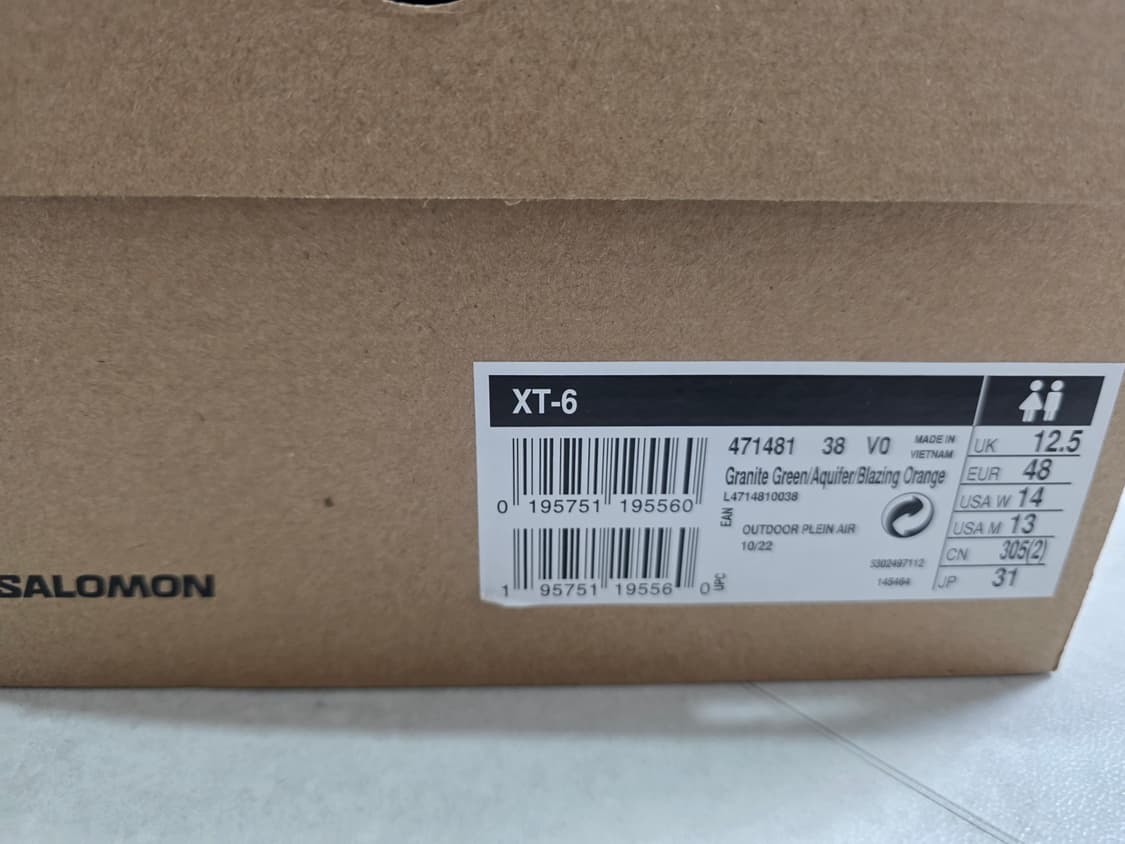 XT-6
471481 38 V0
MADE IN
VIETNAM
Granite Green/Aquifer/Blazing Orange
L4714810038
0 195751 195560
EAN
OUTDOOR PLEIN AIR
10/22
5302497112
145464
1 95751 19556 0
UPC
UK 12.5
EUR 48
USA W 14
USA M 13
CN 305(2)
JP 31
SALOMON